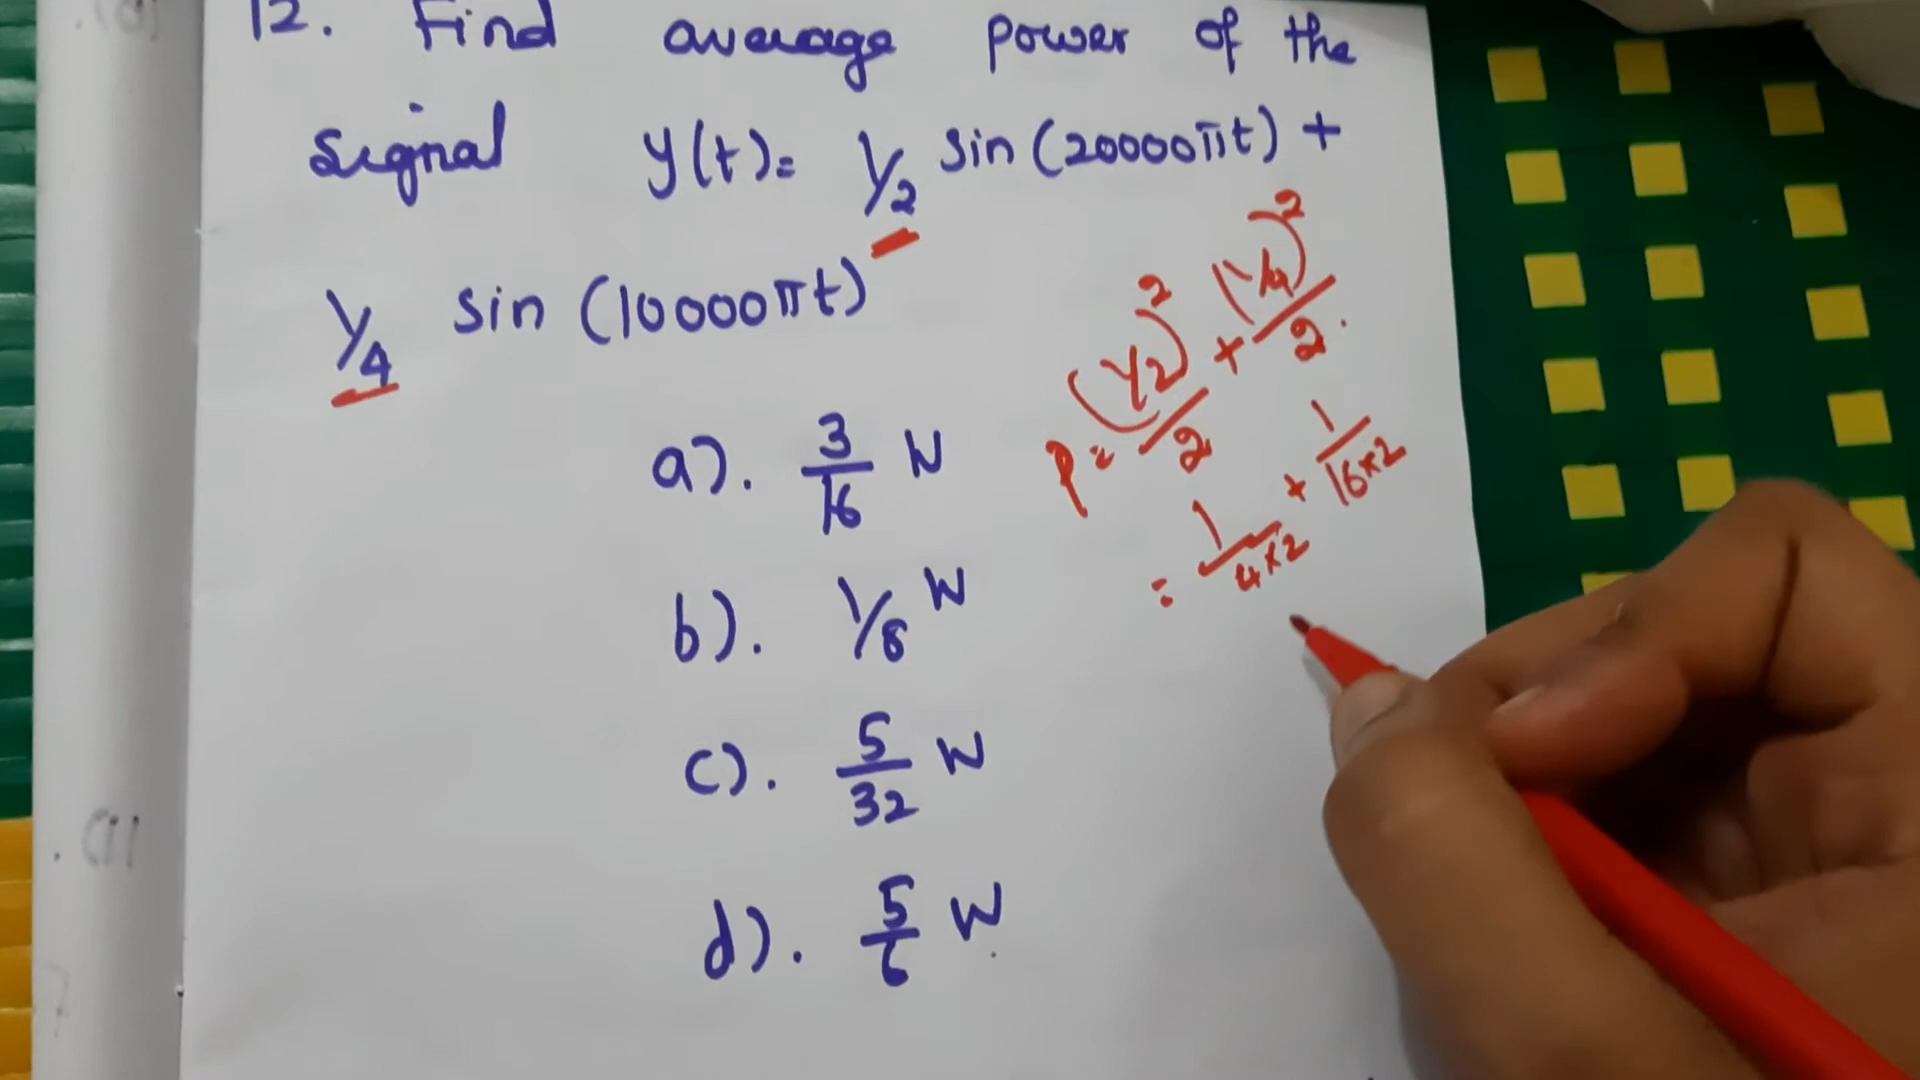 12. Find average power of the
signal y(t)= 1/2 sin(20000πt) +
1/4 sin (10000πt)
P= (1/2)²/2 + (1/4)²/2
= 1/4×2 + 1/16×2
a). 3/16 W
b). 1/8 W
c). 5/32 W
d). 5/6 W